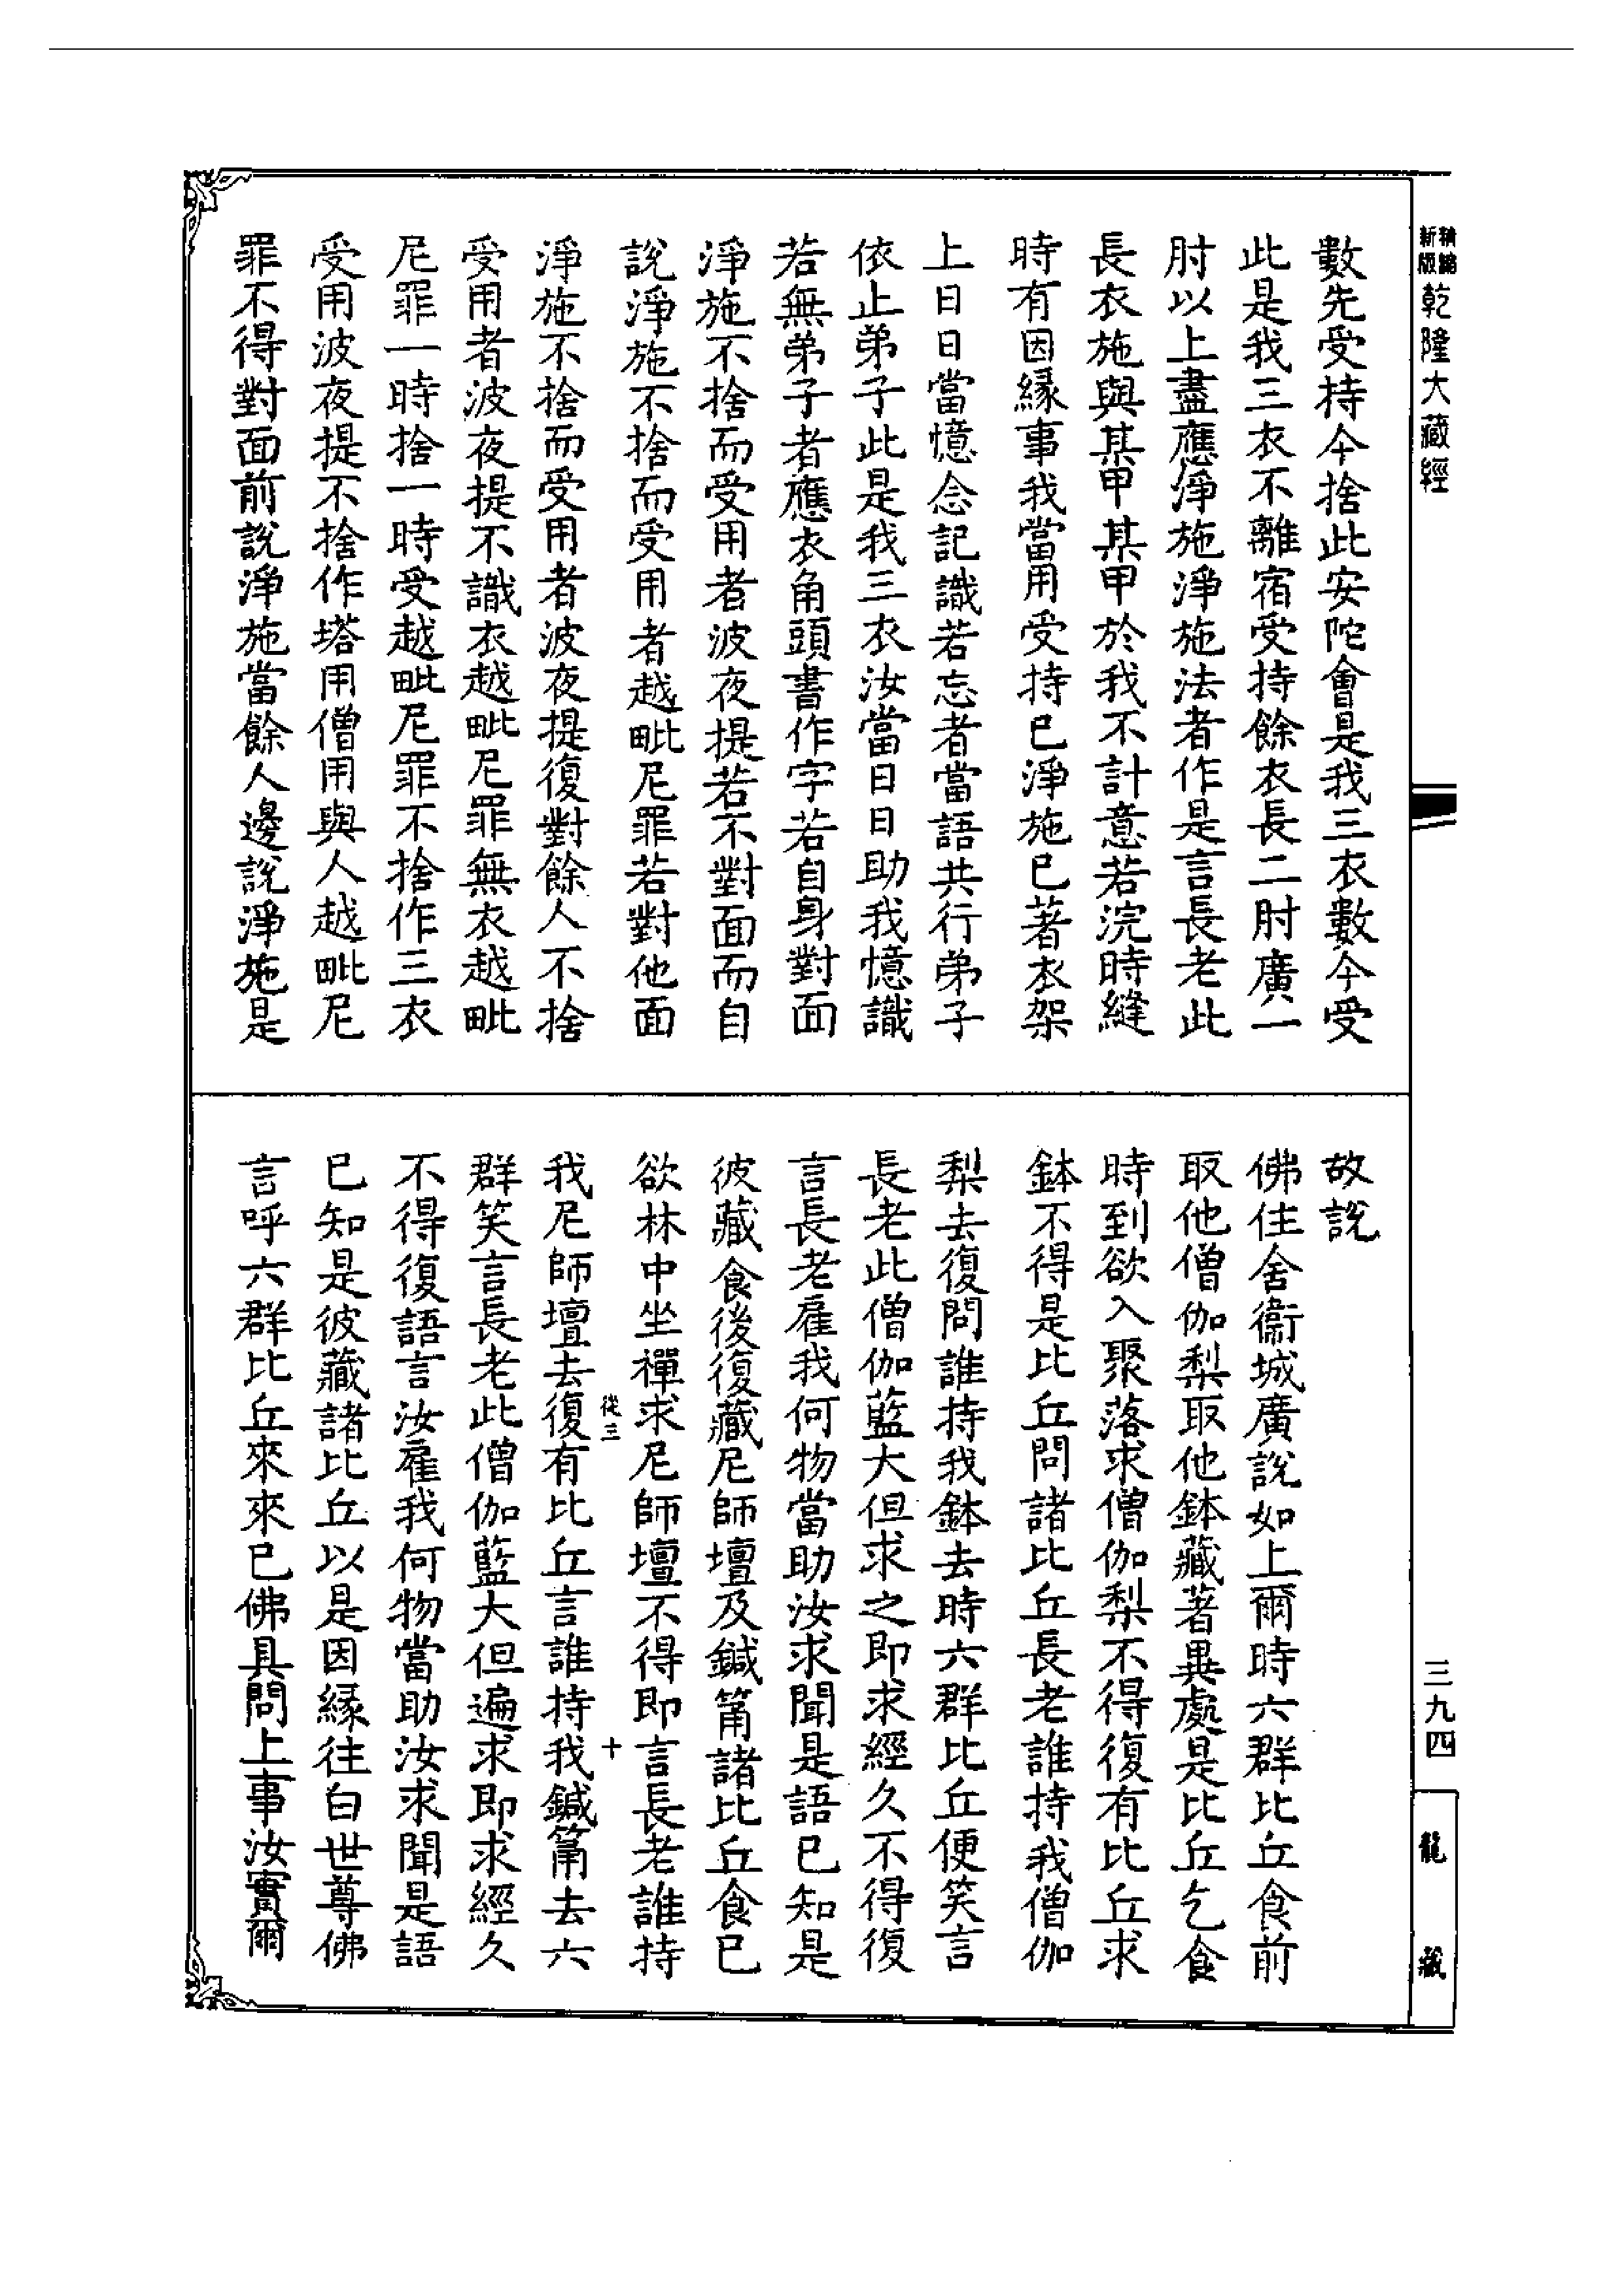 精縮新版乾隆大藏經
數先受持今捨此安陀會是我三衣數今受
此是我三衣不離宿受持餘衣長二肘廣一
肘以上盡應淨施淨施法者作是言長老此
長衣施與某甲某甲於我不計意若浣時縫
時有因緣事我當用受持已淨施已著衣架
上日日當憶念記識若忘者當語共行弟子
依止弟子此是我三衣汝當日日助我憶識
若無弟子者應衣角頭書作字若自身對面
淨施不捨而受用者波夜提若不對面而自
說淨施不捨而受用者越毗尼罪若對他面
淨施不捨而受用者波夜提復對餘人不捨
受用者波夜提不識衣越毗尼罪無衣越毗
尼罪一時捨一時受越毗尼罪不捨作三衣
受用波夜提不捨作塔用僧用與人越毗尼
罪不得對面前說淨施當餘人邊說淨施是
故說
佛住舍衛城廣說如上爾時六群比丘食前
取他僧伽梨取他鉢藏著異處是比丘乞食
時到欲入聚落求僧伽梨不得復有比丘求
鉢不得是比丘問諸比丘長老誰持我僧伽
梨去復問誰持我鉢去時六群比丘便笑言
長老此僧伽藍大但求之即求經久不得復
言長老雇我何物當助汝求聞是語已知是
彼藏食後復藏尼師壇及鍼筩諸比丘食已
欲林中坐禪求尼師壇不得即言長老誰持
從三 十
我尼師壇去復有比丘言誰持我鍼筩去六
群笑言長老此僧伽藍大但遍求即求經久
不得復語言汝雇我何物當助汝求聞是語
已知是彼藏諸比丘以是因緣往白世尊佛
言呼六群比丘來來已佛具問上事汝實爾
三九四
龍藏